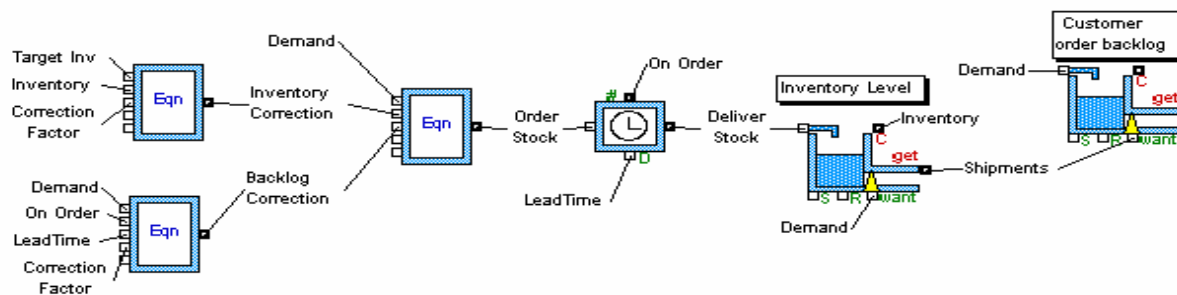 Target Inv
Inventory
Correction
Factor
Eqn
Inventory
Correction
Demand
On Order
LeadTime
Correction
Factor
Eqn
Backlog
Correction
Demand
Eqn
Order
Stock
On Order
#
D
LeadTime
Deliver
Stock
Inventory Level
Inventory
C
get
S
R
want
Demand
Shipments
Customer
order backlog
Demand
C
get
S
R
want